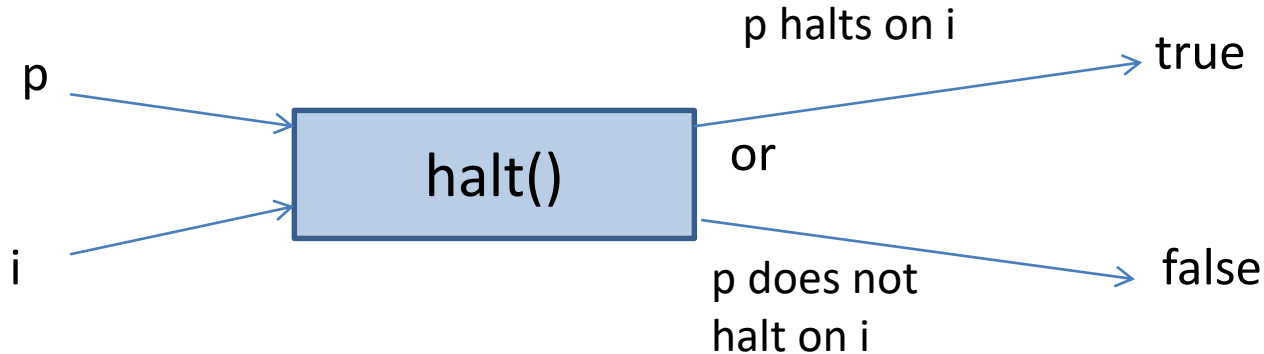 p halts on i
true
p
halt()
or
i
p does not
halt on i
false